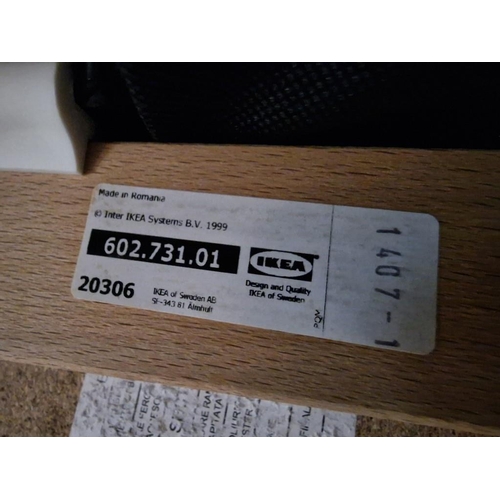 Made in Romania
© Inter IKEA Systems B.V. 1999
602.731.01
IKEA
20306
IKEA of Sweden AB
SE-343 81 Älmhult
Design and Quality
IKEA of Sweden
PQW
1407-1